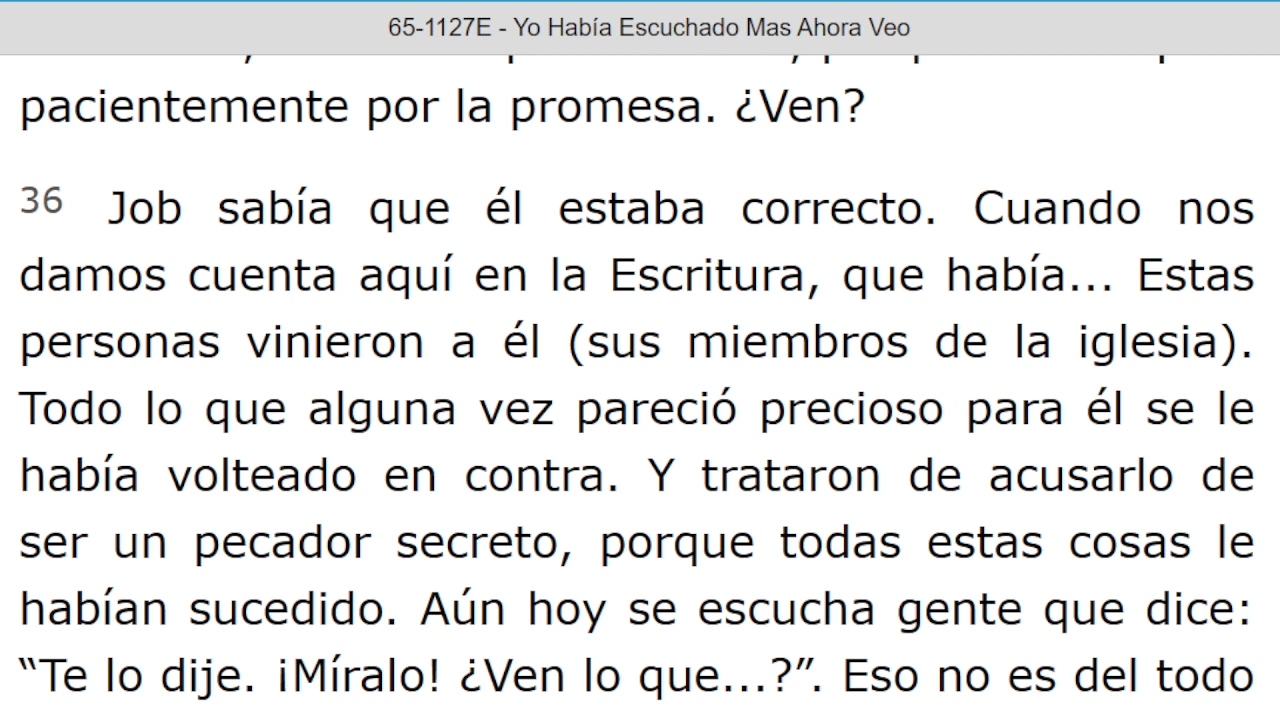 65-1127E - Yo Había Escuchado Mas Ahora Veo
pacientemente por la promesa. ¿Ven?
36 Job sabía que él estaba correcto. Cuando nos
damos cuenta aquí en la Escritura, que había... Estas
personas vinieron a él (sus miembros de la iglesia).
Todo lo que alguna vez pareció precioso para él se le
había volteado en contra. Y trataron de acusarlo de
ser un pecador secreto, porque todas estas cosas le
habían sucedido. Aún hoy se escucha gente que dice:
“Te lo dije. ¡Míralo! ¿Ven lo que...?”. Eso no es del todo